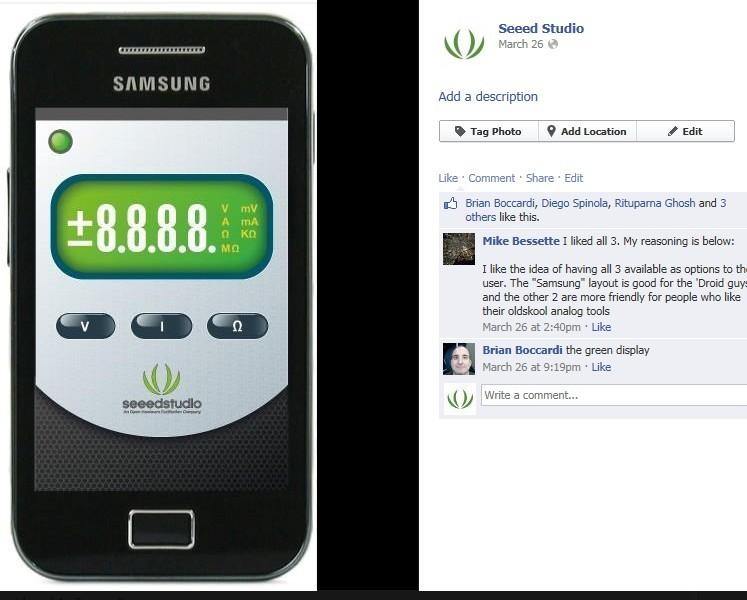 SAMSUNG
±8.8.8.8.
V mV
A mA
Ω KΩ
MΩ
V
I
Ω
seeedstudio
An Open Hardware Facilitation Company
Seeed Studio
March 26
Add a description
Tag Photo
Add Location
Edit
Like · Comment · Share · Edit
Brian Boccardi, Diego Spinola, Rituparna Ghosh and 3
others like this.
Mike Bessette I liked all 3. My reasoning is below:
I like the idea of having all 3 available as options to the
user. The "Samsung" layout is good for the 'Droid guys
and the other 2 are more friendly for people who like
their oldskool analog tools
March 26 at 2:40pm · Like
Brian Boccardi the green display
March 26 at 9:19pm · Like
Write a comment...